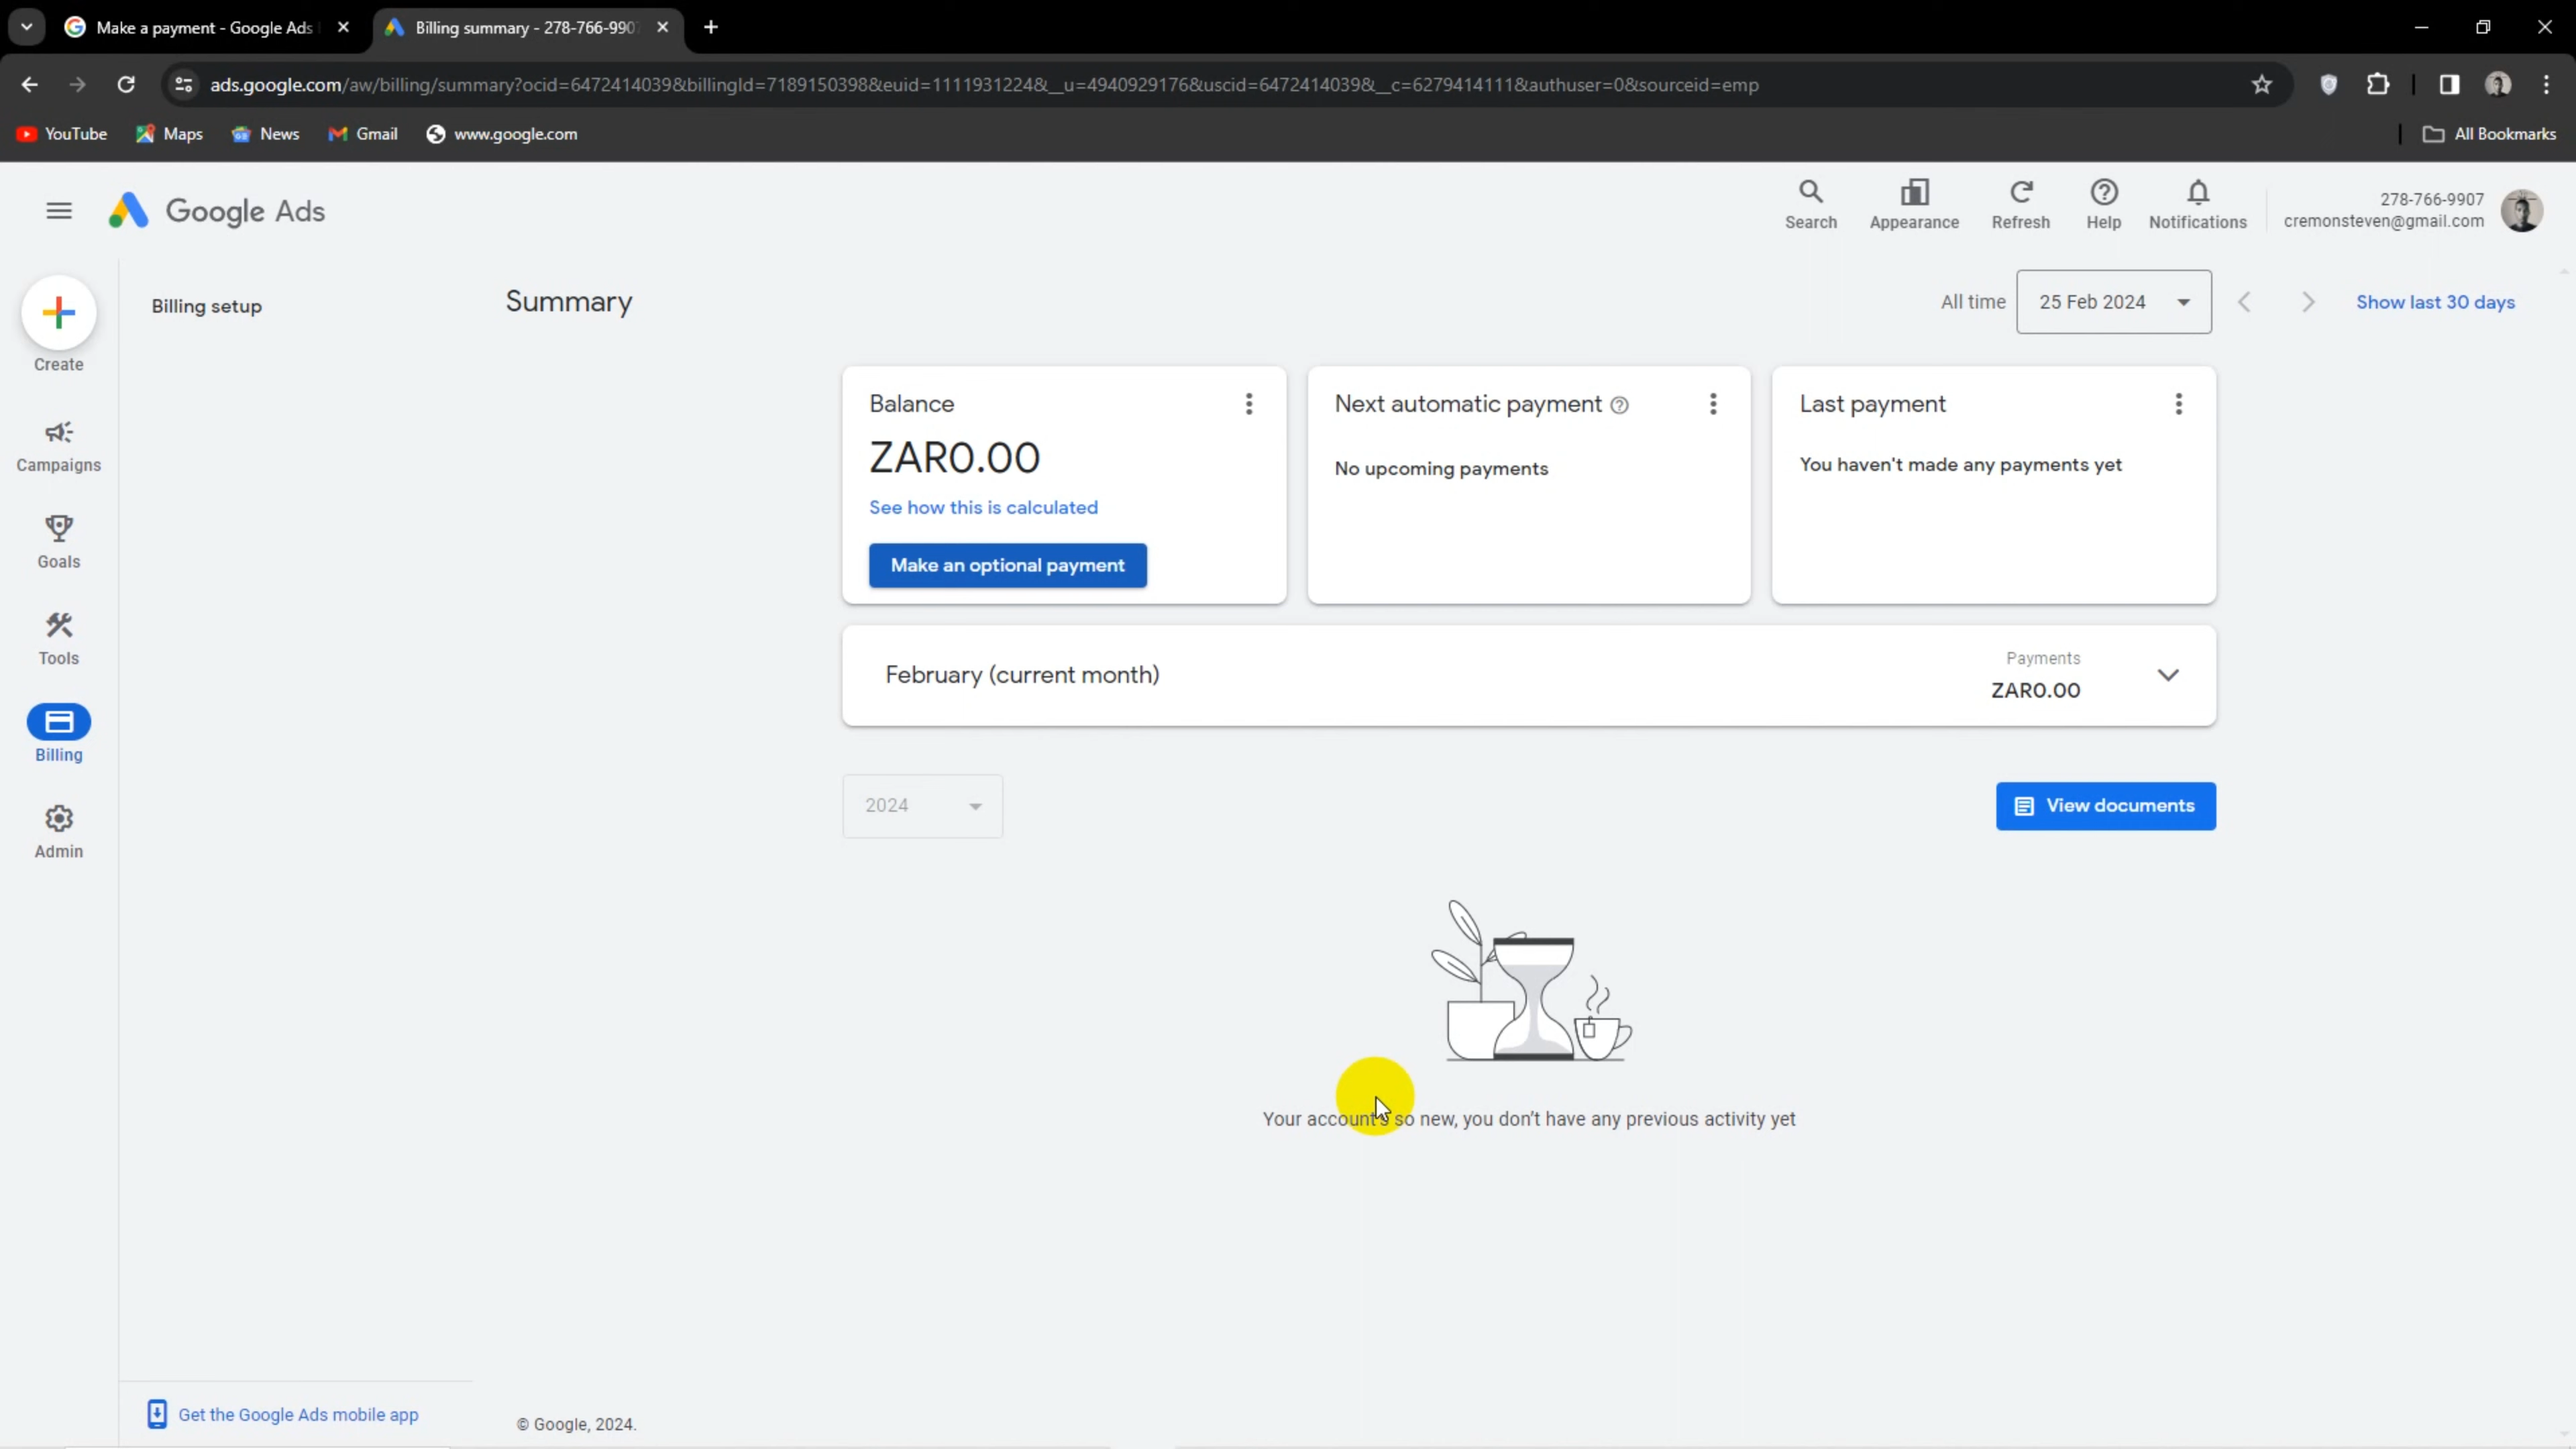 Make a payment - Google Ads
Billing summary - 278-766-990
ads.google.com/aw/billing/summary?ocid=6472414039&billingId=7189150398&euid=1111931224&__u=4940929176&uscid=6472414039&__c=6279414111&authuser=0&sourceid=emp
YouTube
Maps
News
Gmail
www.google.com
All Bookmarks
Google Ads
Search
Appearance
Refresh
Help
Notifications
278-766-9907
cremonsteven@gmail.com
Create
Campaigns
Goals
Tools
Billing
Admin
Billing setup
Summary
All time
25 Feb 2024
Show last 30 days
Balance
ZAR0.00
See how this is calculated
Make an optional payment
Next automatic payment
No upcoming payments
Last payment
You haven't made any payments yet
February (current month)
Payments
ZAR0.00
2024
View documents
Your account's so new, you don't have any previous activity yet
Get the Google Ads mobile app
© Google, 2024.